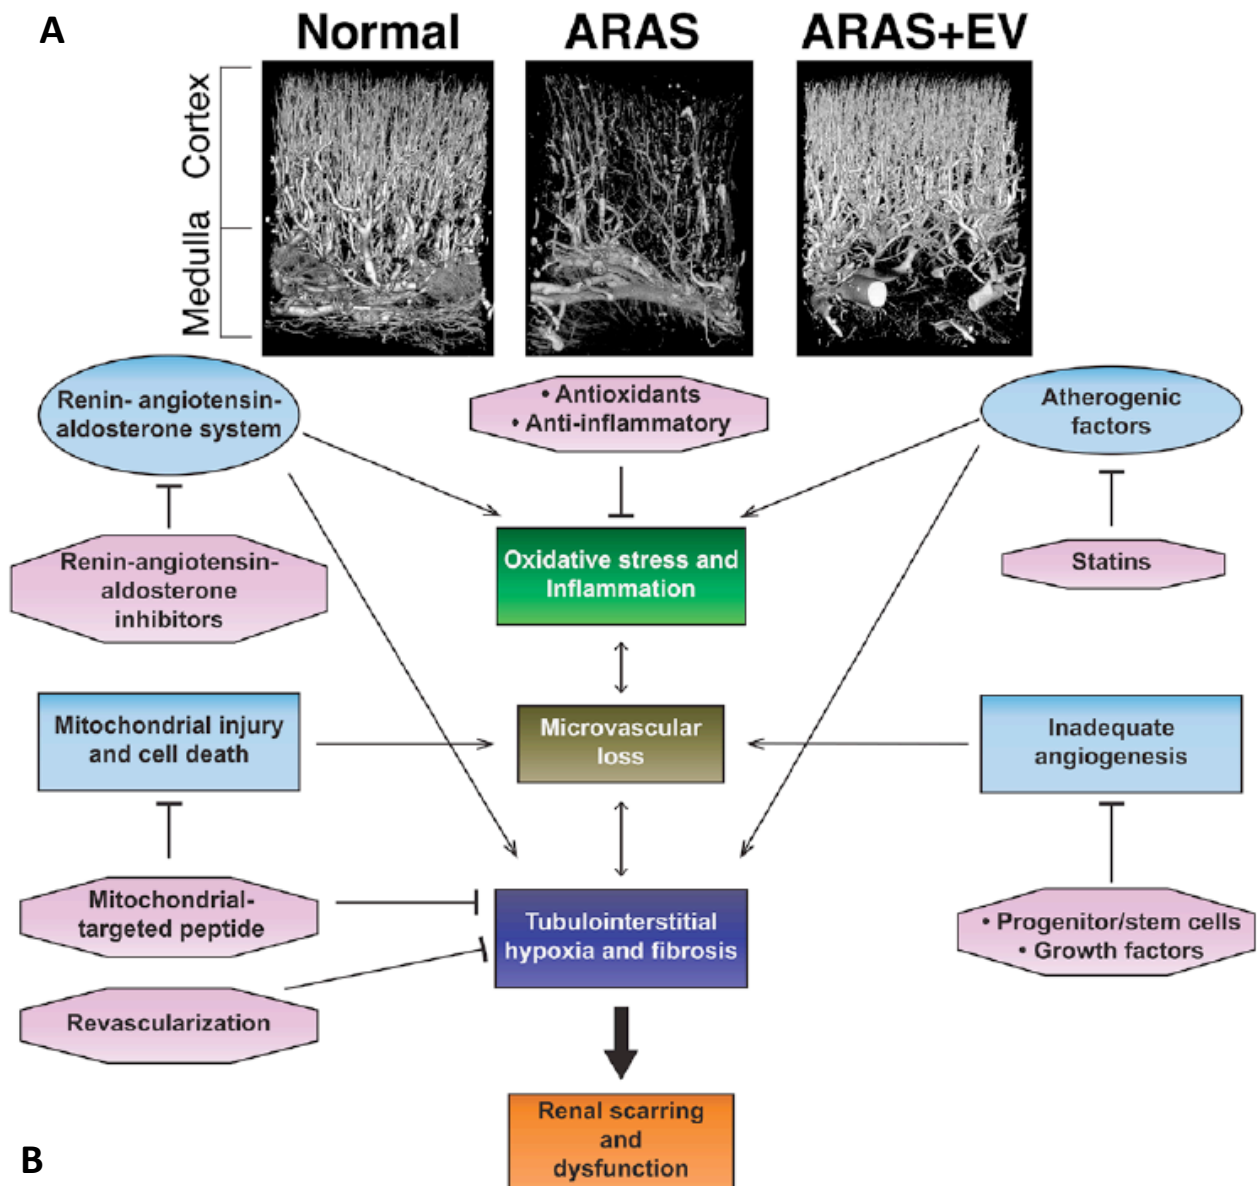 A
Normal
ARAS
ARAS+EV
Cortex
Medulla
Renin- angiotensin-
aldosterone system
• Antioxidants
• Anti-inflammatory
Atherogenic
factors
Renin-angiotensin-
aldosterone
inhibitors
Oxidative stress and
Inflammation
Statins
Mitochondrial injury
and cell death
Microvascular
loss
Inadequate
angiogenesis
Mitochondrial-
targeted peptide
Tubulointerstitial
hypoxia and fibrosis
• Progenitor/stem cells
• Growth factors
Revascularization
Renal scarring
and
dysfunction
B